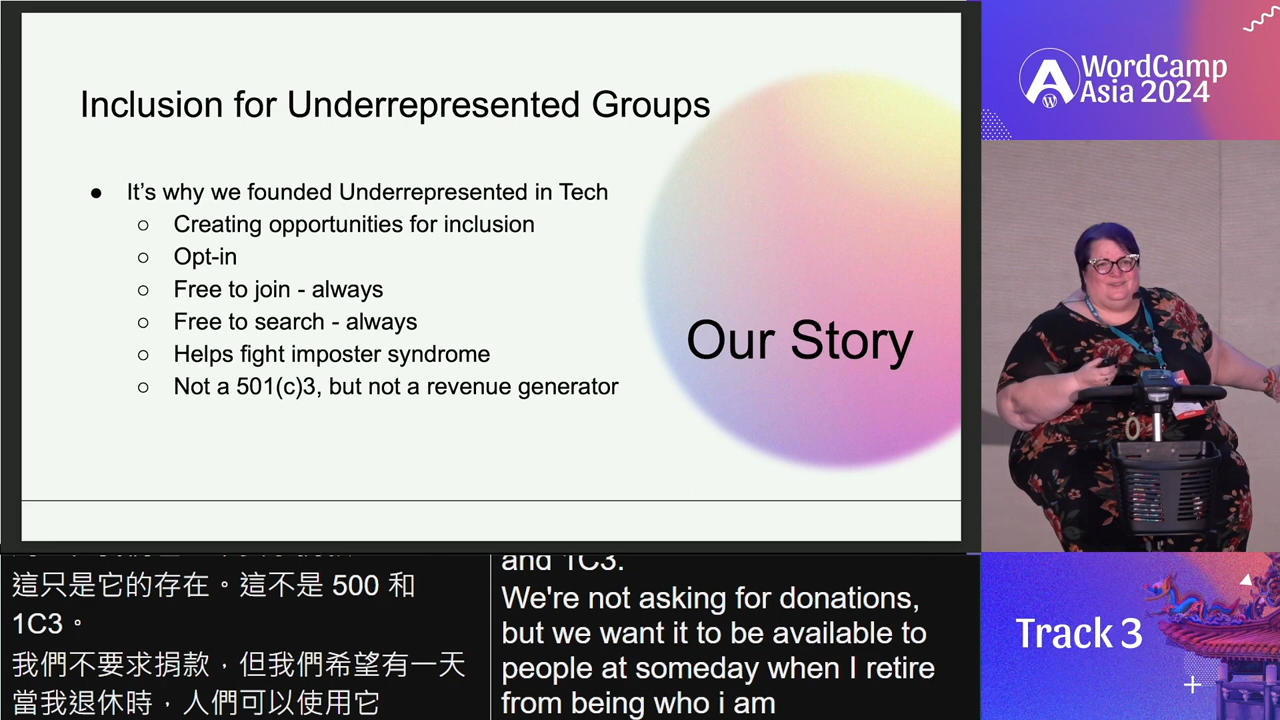 Inclusion for Underrepresented Groups
It's why we founded Underrepresented in Tech
Creating opportunities for inclusion
Opt-in
Free to join - always
Free to search - always
Helps fight imposter syndrome
Not a 501(c)3, but not a revenue generator
Our Story
WordCamp
Asia 2024
這只是它的存在。這不是 500 和
1C3。
我們不要求捐款，但我們希望有一天
當我退休時，人們可以使用它
and 1C3.
We're not asking for donations,
but we want it to be available to
people at someday when I retire
from being who i am
Track 3